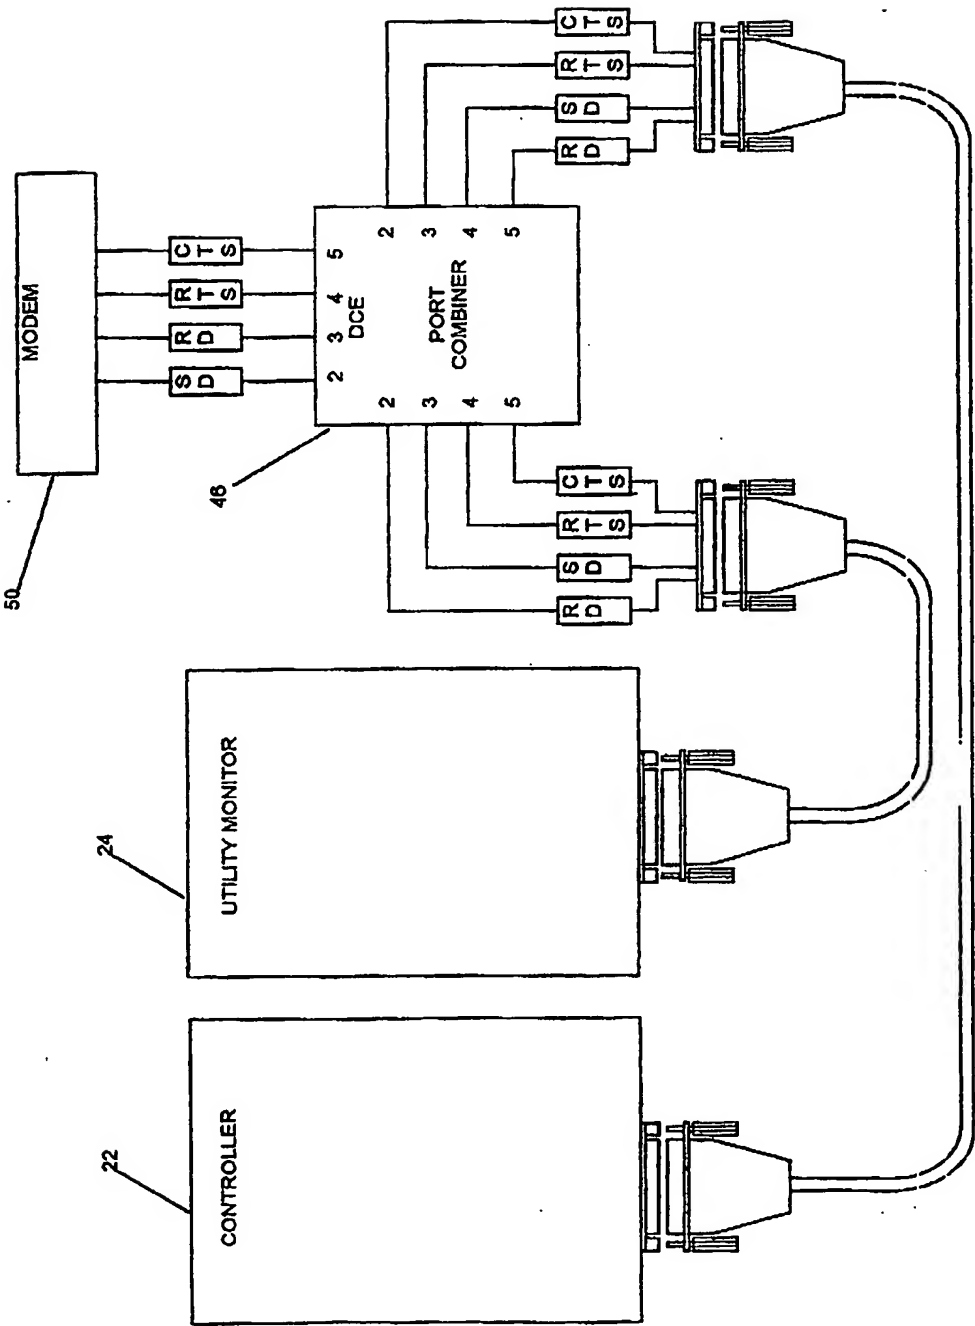 50
MODEM
22
24
SD
RD
RTS
CTS
46
CONTROLLER
UTILITY MONITOR
2 3 4 5
DCE
2 2
3 3
PORT
COMBINER
4 4
5 5
RD
SD
RTS
CTS
RD
SD
RTS
CTS